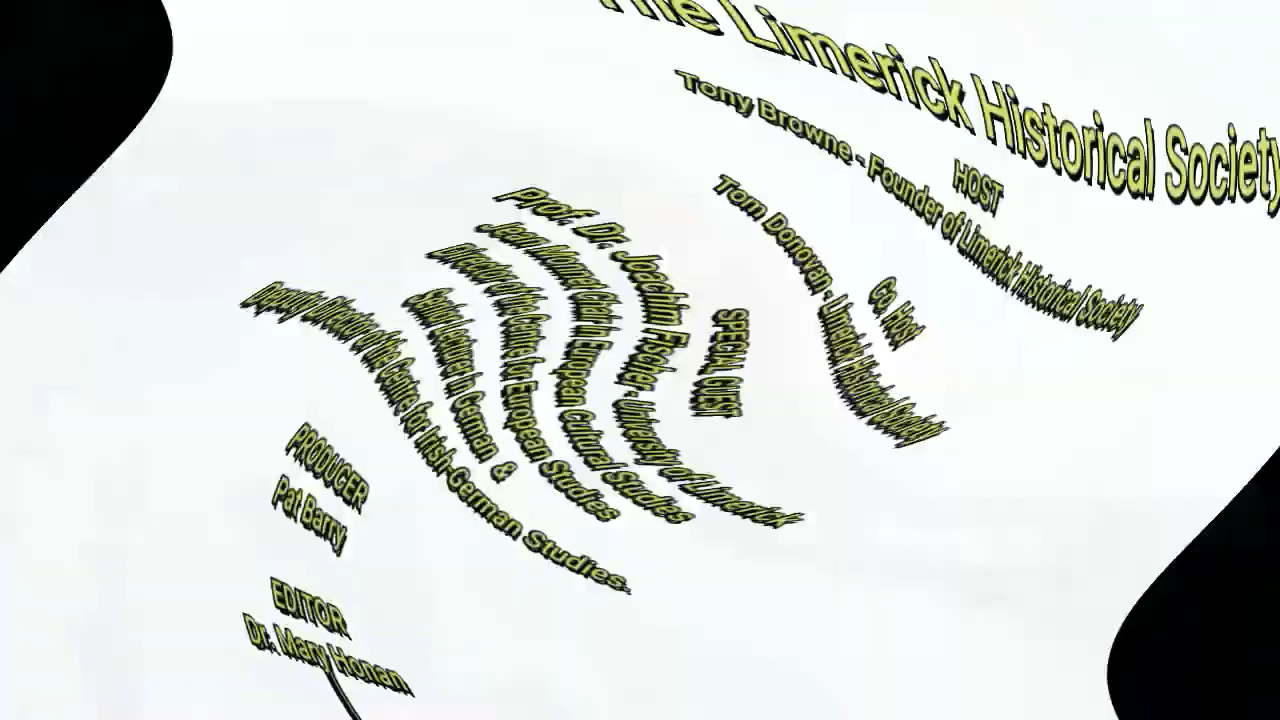 The Limerick Historical Society
HOST
Tony Browne - Founder of Limerick Historical Society
Co Host
Tom Donovan - Limerick Historical Society
SPECIAL GUEST
Prof. Dr. Joachim Fischer - University of Limerick
Jean Monnet Chair in European Cultural Studies
Director of the Centre for European Studies
Senior Lecturer in German &
Deputy Director of the Centre for Irish-German Studies.
PRODUCER
Pat Barry
EDITOR
Dr. Mary Honan